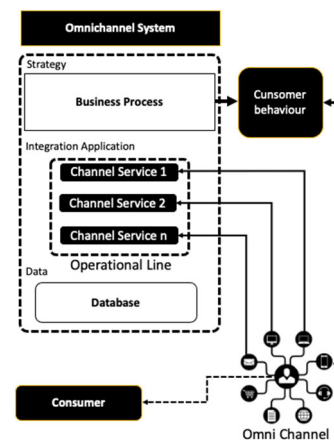 Omnichannel System
Strategy
Business Process
Cunsomer
behaviour
Integration Application
Channel Service 1
Channel Service 2
Channel Service n
Operational Line
Data
Database
Consumer
Omni Channel